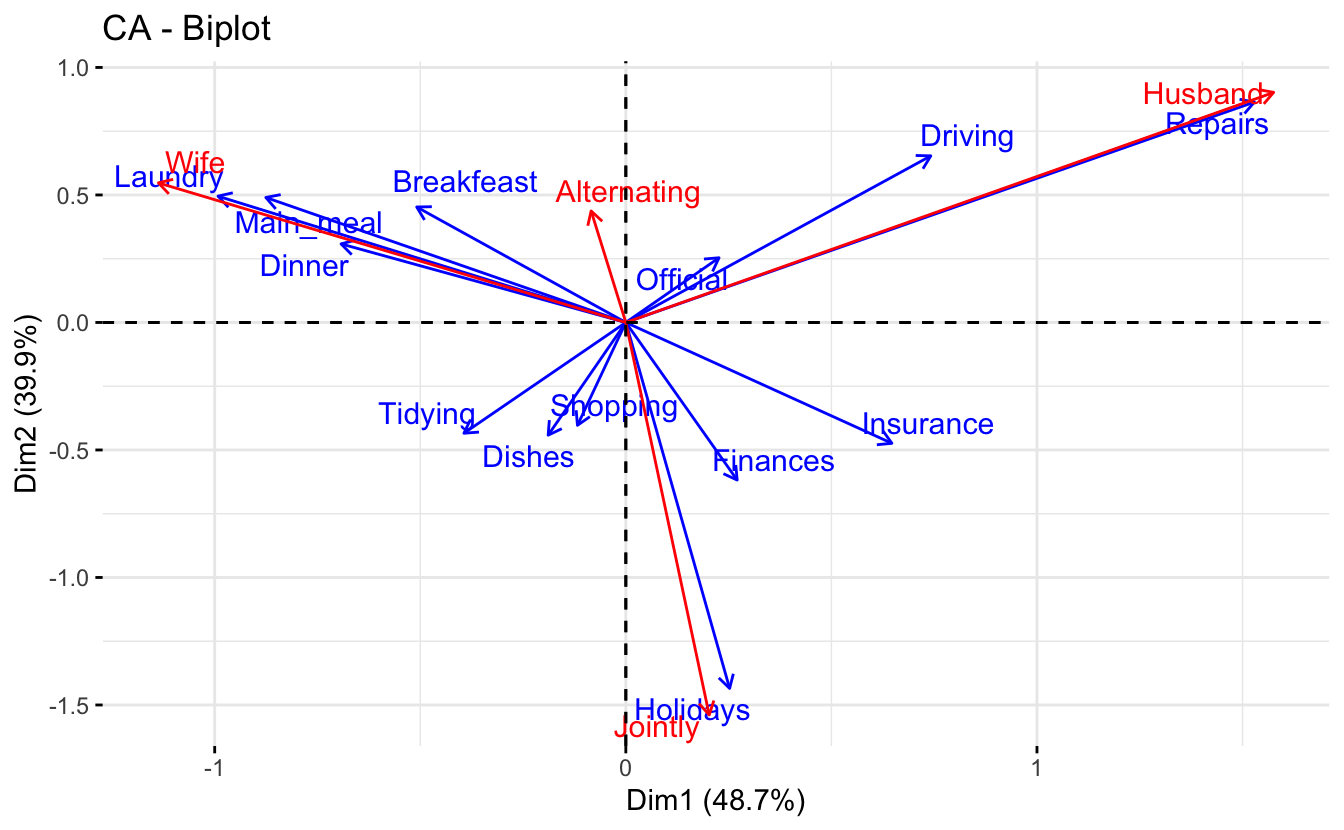 CA - Biplot
1.0
Husband
Repairs
Driving
Wife
Laundry
Breakfeast
Alternating
0.5
Main_meal
Dinner
Official
0.0
Shopping
Tidying
Insurance
Dishes
Finances
-0.5
-1.0
-1.5
Holidays
Jointly
-1
0
1
Dim1 (48.7%)
Dim2 (39.9%)